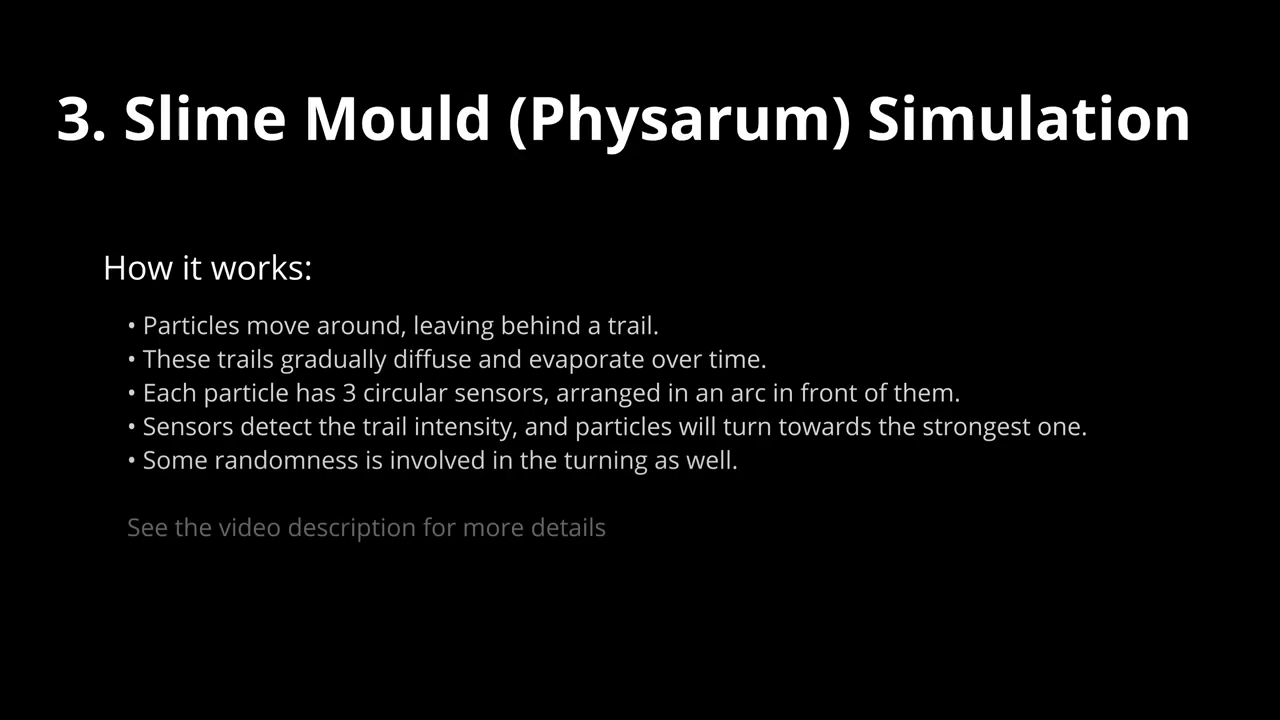 3. Slime Mould (Physarum) Simulation
How it works:
• Particles move around, leaving behind a trail.
• These trails gradually diffuse and evaporate over time.
• Each particle has 3 circular sensors, arranged in an arc in front of them.
• Sensors detect the trail intensity, and particles will turn towards the strongest one.
• Some randomness is involved in the turning as well.
See the video description for more details